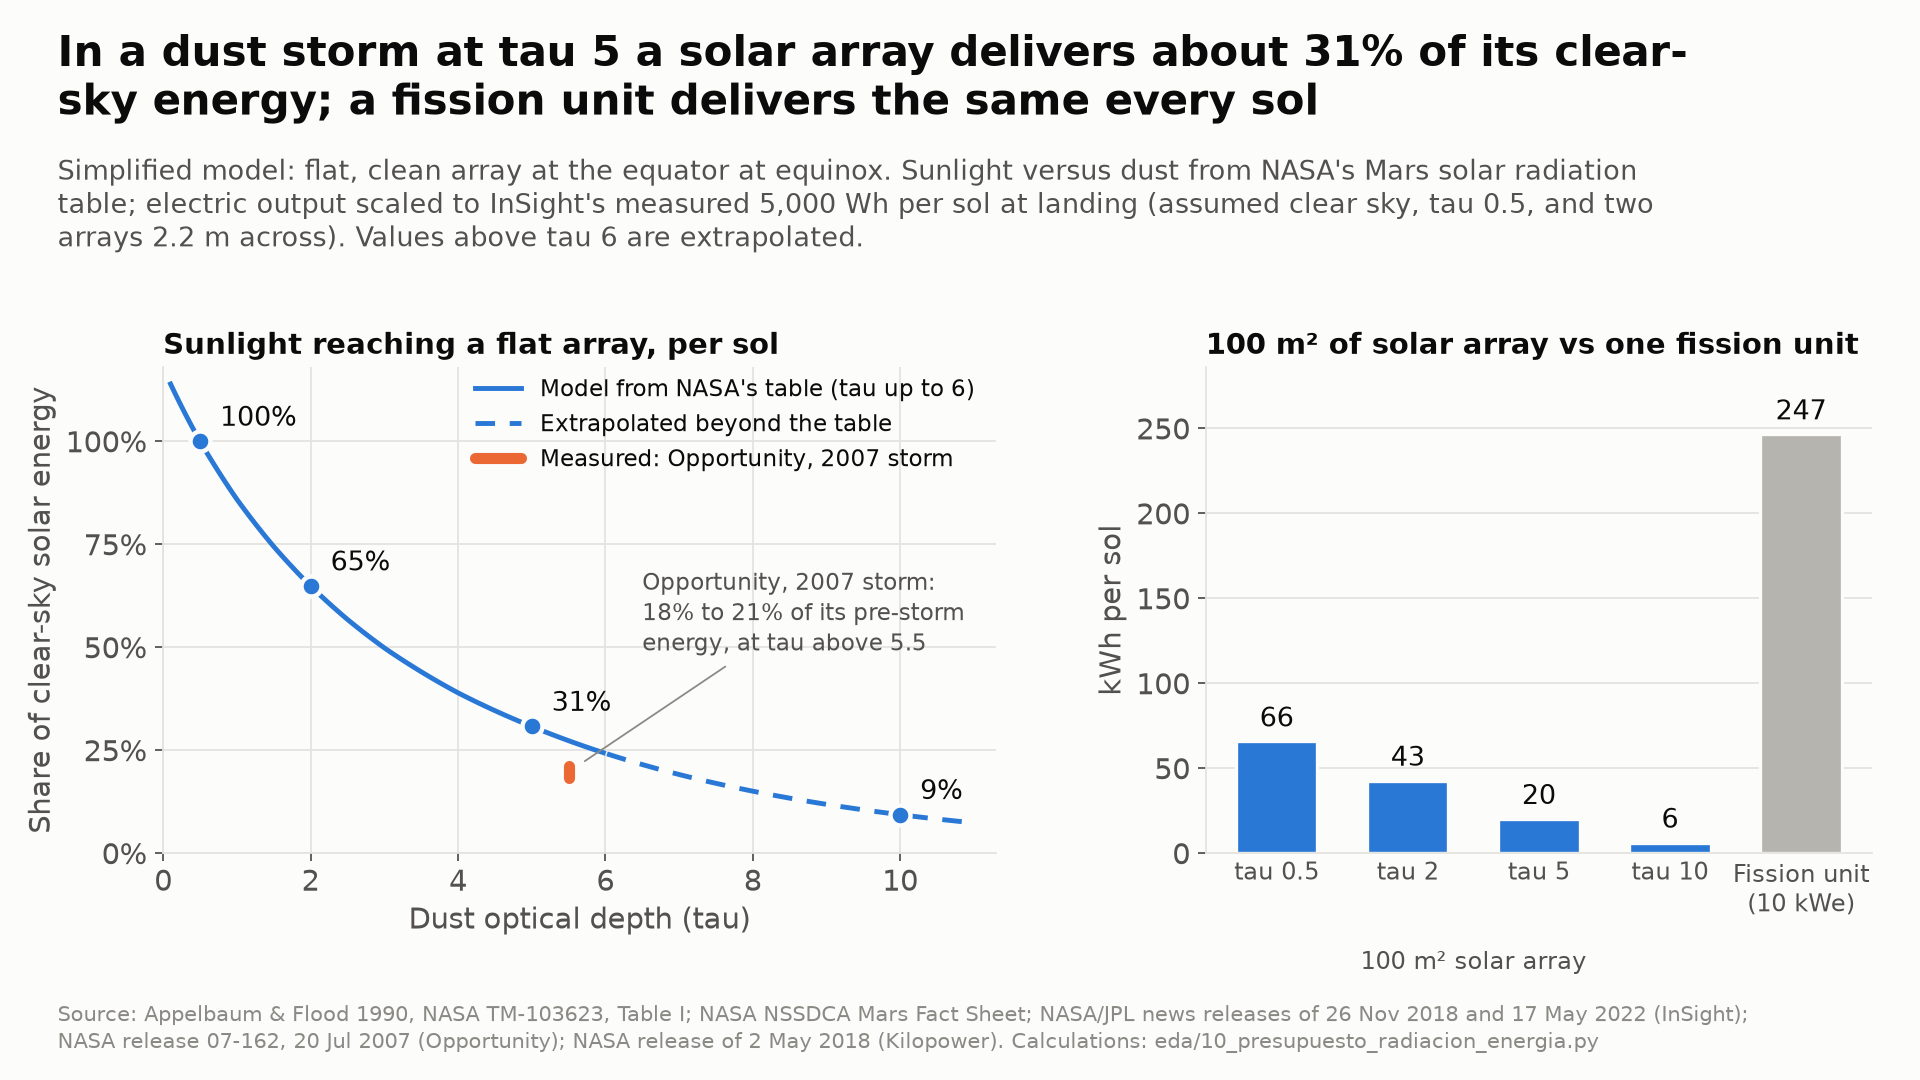 In a dust storm at tau 5 a solar array delivers about 31% of its clear-
sky energy; a fission unit delivers the same every sol
Simplified model: flat, clean array at the equator at equinox. Sunlight versus dust from NASA's Mars solar radiation
table; electric output scaled to InSight's measured 5,000 Wh per sol at landing (assumed clear sky, tau 0.5, and two
arrays 2.2 m across). Values above tau 6 are extrapolated.
Sunlight reaching a flat array, per sol
Share of clear-sky solar energy
100%
75%
50%
25%
0%
Model from NASA's table (tau up to 6)
Extrapolated beyond the table
Measured: Opportunity, 2007 storm
100%
65%
31%
9%
Opportunity, 2007 storm:
18% to 21% of its pre-storm
energy, at tau above 5.5
0 2 4 6 8 10
Dust optical depth (tau)
100 m² of solar array vs one fission unit
kWh per sol
250
200
150
100
50
0
66
43
20
6
247
tau 0.5 tau 2 tau 5 tau 10 Fission unit
(10 kWe)
100 m² solar array
Source: Appelbaum & Flood 1990, NASA TM-103623, Table I; NASA NSSDCA Mars Fact Sheet; NASA/JPL news releases of 26 Nov 2018 and 17 May 2022 (InSight);
NASA release 07-162, 20 Jul 2007 (Opportunity); NASA release of 2 May 2018 (Kilopower). Calculations: eda/10_presupuesto_radiacion_energia.py